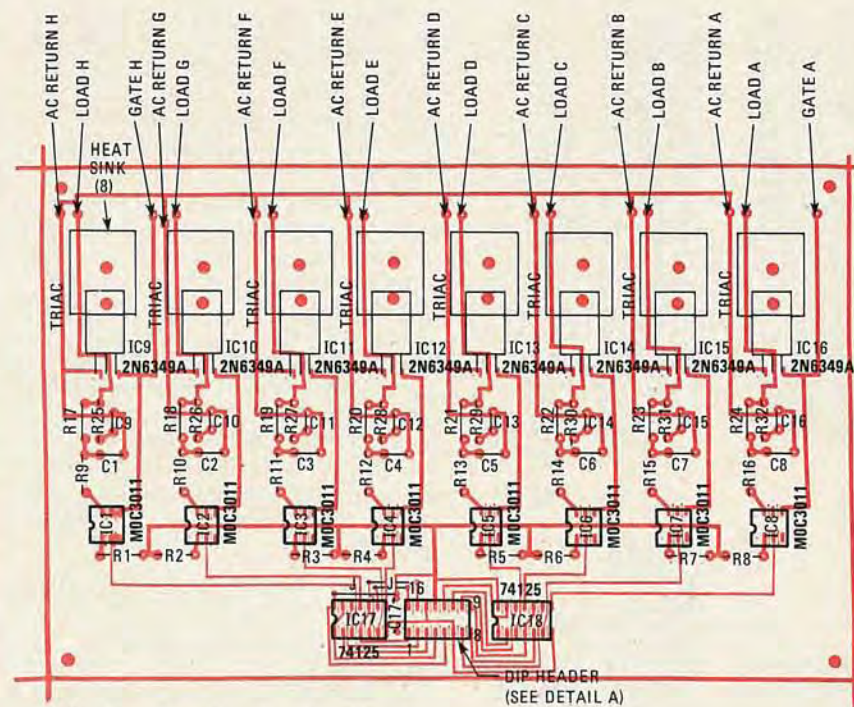 AC RETURN H
LOAD H
GATE H
AC RETURN G
LOAD G
AC RETURN F
LOAD F
AC RETURN E
LOAD E
AC RETURN D
LOAD D
AC RETURN C
LOAD C
AC RETURN B
LOAD B
AC RETURN A
LOAD A
GATE A
HEAT
SINK
(8)
TRIAC
TRIAC
TRIAC
TRIAC
TRIAC
TRIAC
TRIAC
TRIAC
IC9
IC10
IC11
IC12
IC13
IC14
IC15
IC16
2N6349A
2N6349A
2N6349A
2N6349A
2N6349A
2N6349A
2N6349A
2N6349A
R17
R25
IC9
R18
R26
IC10
R19
R27
IC11
R20
R28
IC12
R21
R29
IC13
R22
R30
IC14
R23
R31
IC15
R24
R32
IC16
R9
C1
R10
C2
R11
C3
R12
C4
R13
C5
R14
C6
R15
C7
R16
C8
IC1
MOC3011
IC2
MOC3011
IC3
MOC3011
IC4
MOC3011
IC5
MOC3011
IC6
MOC3011
IC7
MOC3011
IC8
MOC3011
R1
R2
R3
R4
R5
R6
R7
R8
J
J
16
74125
IC17
C17
9
8
IC18
74125
1
DIP HEADER
(SEE DETAIL A)